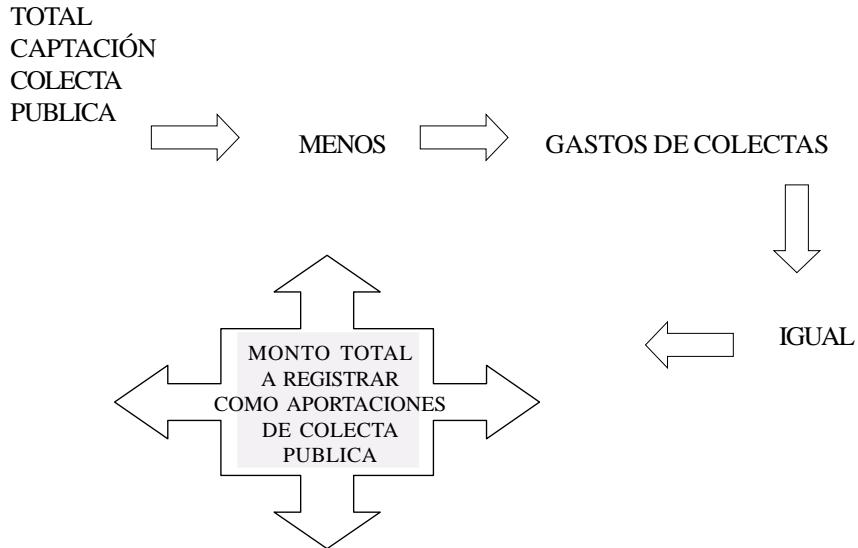 TOTAL
CAPTACIÓN
COLECTA
PUBLICA
MENOS
GASTOS DE COLECTAS
IGUAL
MONTO TOTAL
A REGISTRAR
COMO APORTACIONES
DE COLECTA
PUBLICA